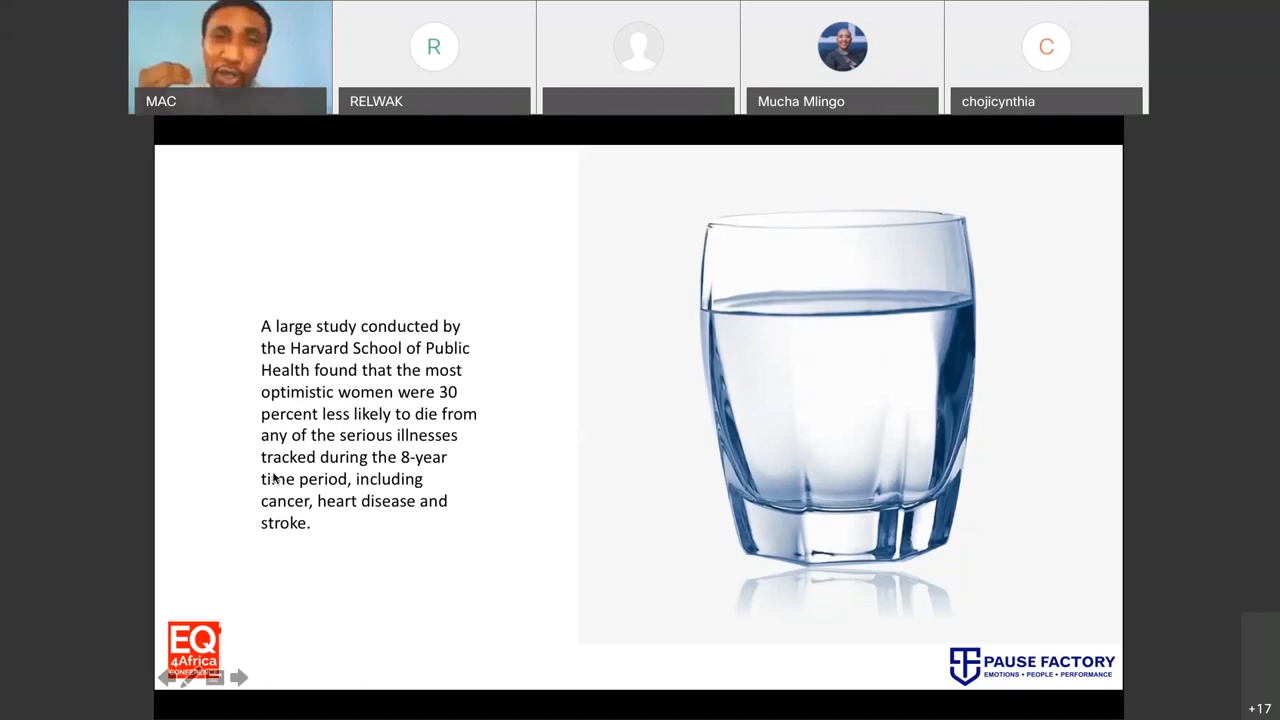 MAC
R
RELWAK
Mucha Mlingo
C
chojicynthia
A large study conducted by
the Harvard School of Public
Health found that the most
optimistic women were 30
percent less likely to die from
any of the serious illnesses
tracked during the 8-year
time period, including
cancer, heart disease and
stroke.
EQ
4Africa
CONFERENCE
PAUSE FACTORY
EMOTIONS • PEOPLE • PERFORMANCE
+17